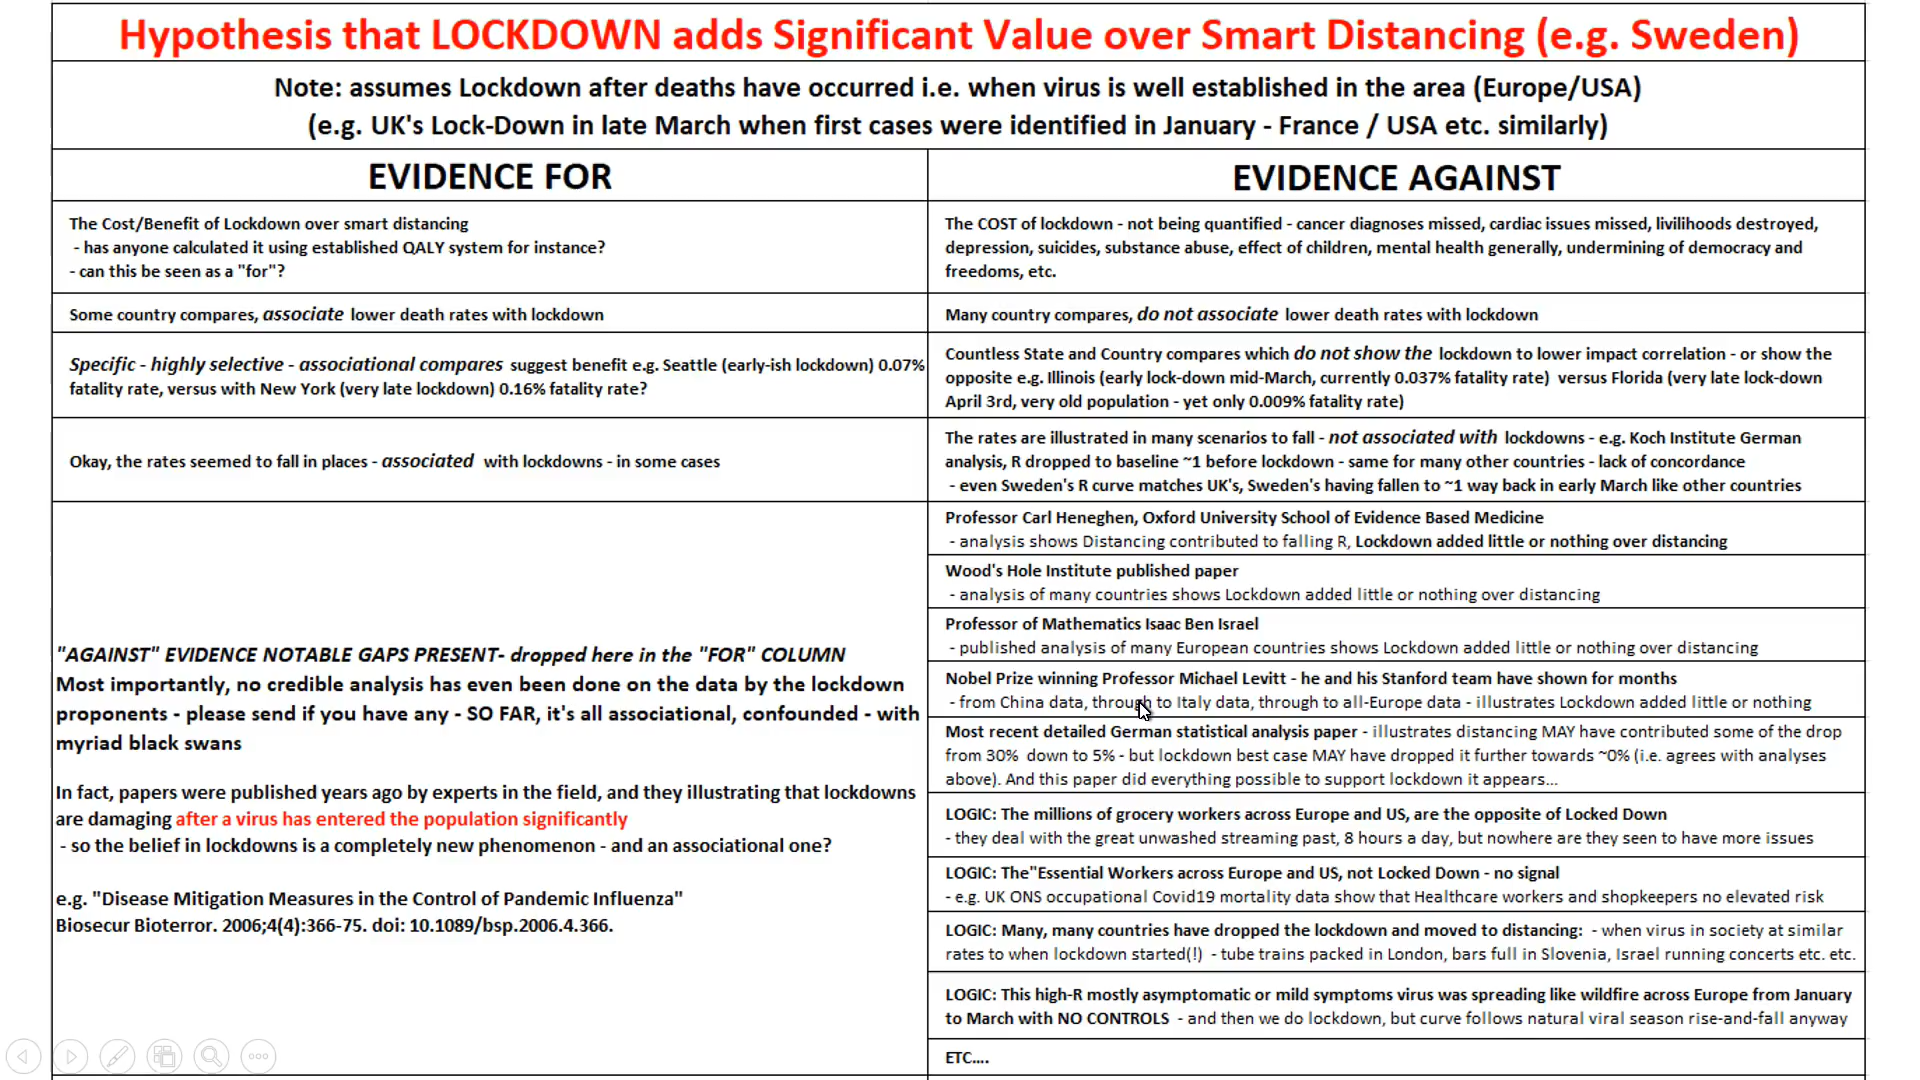 Hypothesis that LOCKDOWN adds Significant Value over Smart Distancing (e.g. Sweden)
Note: assumes Lockdown after deaths have occurred i.e. when virus is well established in the area (Europe/USA)
(e.g. UK's Lock-Down in late March when first cases were identified in January - France / USA etc. similarly)
EVIDENCE FOR
EVIDENCE AGAINST
The Cost/Benefit of Lockdown over smart distancing
- has anyone calculated it using established QALY system for instance?
- can this be seen as a "for"?
The COST of lockdown - not being quantified - cancer diagnoses missed, cardiac issues missed, livilihoods destroyed,
depression, suicides, substance abuse, effect of children, mental health generally, undermining of democracy and
freedoms, etc.
Some country compares, associate lower death rates with lockdown
Many country compares, do not associate lower death rates with lockdown
Specific - highly selective - associational compares suggest benefit e.g. Seattle (early-ish lockdown) 0.07%
fatality rate, versus with New York (very late lockdown) 0.16% fatality rate?
Countless State and Country compares which do not show the lockdown to lower impact correlation - or show the
opposite e.g. Illinois (early lock-down mid-March, currently 0.037% fatality rate) versus Florida (very late lock-down
April 3rd, very old population - yet only 0.009% fatality rate)
Okay, the rates seemed to fall in places - associated with lockdowns - in some cases
The rates are illustrated in many scenarios to fall - not associated with lockdowns - e.g. Koch Institute German
analysis, R dropped to baseline ~1 before lockdown - same for many other countries - lack of concordance
- even Sweden's R curve matches UK's, Sweden's having fallen to ~1 way back in early March like other countries
"AGAINST" EVIDENCE NOTABLE GAPS PRESENT- dropped here in the "FOR" COLUMN
Most importantly, no credible analysis has even been done on the data by the lockdown
proponents - please send if you have any - SO FAR, it's all associational, confounded - with
myriad black swans
In fact, papers were published years ago by experts in the field, and they illustrating that lockdowns
are damaging after a virus has entered the population significantly
- so the belief in lockdowns is a completely new phenomenon - and an associational one?
e.g. "Disease Mitigation Measures in the Control of Pandemic Influenza"
Biosecur Bioterror. 2006;4(4):366-75. doi: 10.1089/bsp.2006.4.366.
Professor Carl Heneghen, Oxford University School of Evidence Based Medicine
- analysis shows Distancing contributed to falling R, Lockdown added little or nothing over distancing
Wood's Hole Institute published paper
- analysis of many countries shows Lockdown added little or nothing over distancing
Professor of Mathematics Isaac Ben Israel
- published analysis of many European countries shows Lockdown added little or nothing over distancing
Nobel Prize winning Professor Michael Levitt - he and his Stanford team have shown for months
- from China data, through to Italy data, through to all-Europe data - illustrates Lockdown added little or nothing
Most recent detailed German statistical analysis paper - illustrates distancing MAY have contributed some of the drop
from 30% down to 5% - but lockdown best case MAY have dropped it further towards ~0% (i.e. agrees with analyses
above). And this paper did everything possible to support lockdown it appears...
LOGIC: The millions of grocery workers across Europe and US, are the opposite of Locked Down
- they deal with the great unwashed streaming past, 8 hours a day, but nowhere are they seen to have more issues
LOGIC: The"Essential Workers across Europe and US, not Locked Down - no signal
- e.g. UK ONS occupational Covid19 mortality data show that Healthcare workers and shopkeepers no elevated risk
LOGIC: Many, many countries have dropped the lockdown and moved to distancing: - when virus in society at similar
rates to when lockdown started(!) - tube trains packed in London, bars full in Slovenia, Israel running concerts etc. etc.
LOGIC: This high-R mostly asymptomatic or mild symptoms virus was spreading like wildfire across Europe from January
to March with NO CONTROLS - and then we do lockdown, but curve follows natural viral season rise-and-fall anyway
ETC....